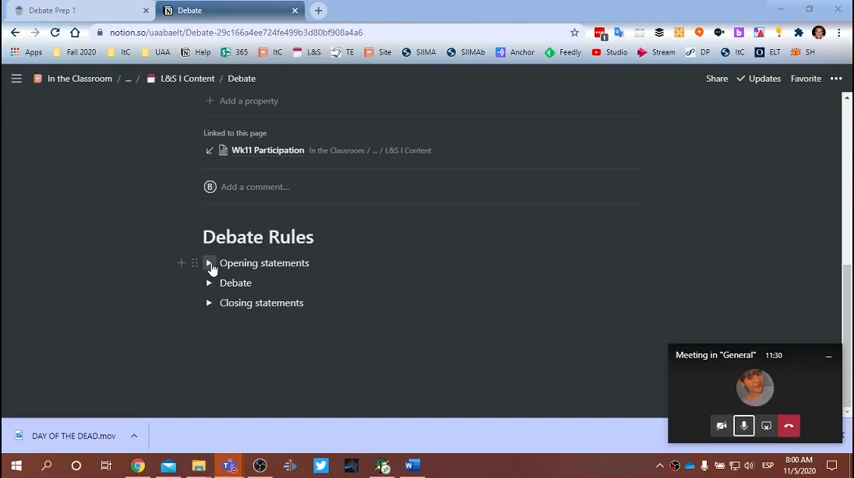 Debate Prep 1
Debate
notion.so/uaabaelt/Debate-29c166a4ee724fe499b3d80bf908a4a6
Apps
Fall 2020
ItC
UAA
Help
365
ItC
L&S
TE
Site
SIIMA
SIIMAb
Anchor
Feedly
Studio
Stream
DP
ItC
ELT
SH
In the Classroom / ... / L&S I Content / Debate
Share
Updates
Favorite
Add a property
Linked to this page
Wk11 Participation In the Classroom / ... / L&S I Content
B Add a comment...
Debate Rules
Opening statements
Debate
Closing statements
Meeting in "General" 11:30
DAY OF THE DEAD.mov
ESP
8:00 AM
11/5/2020